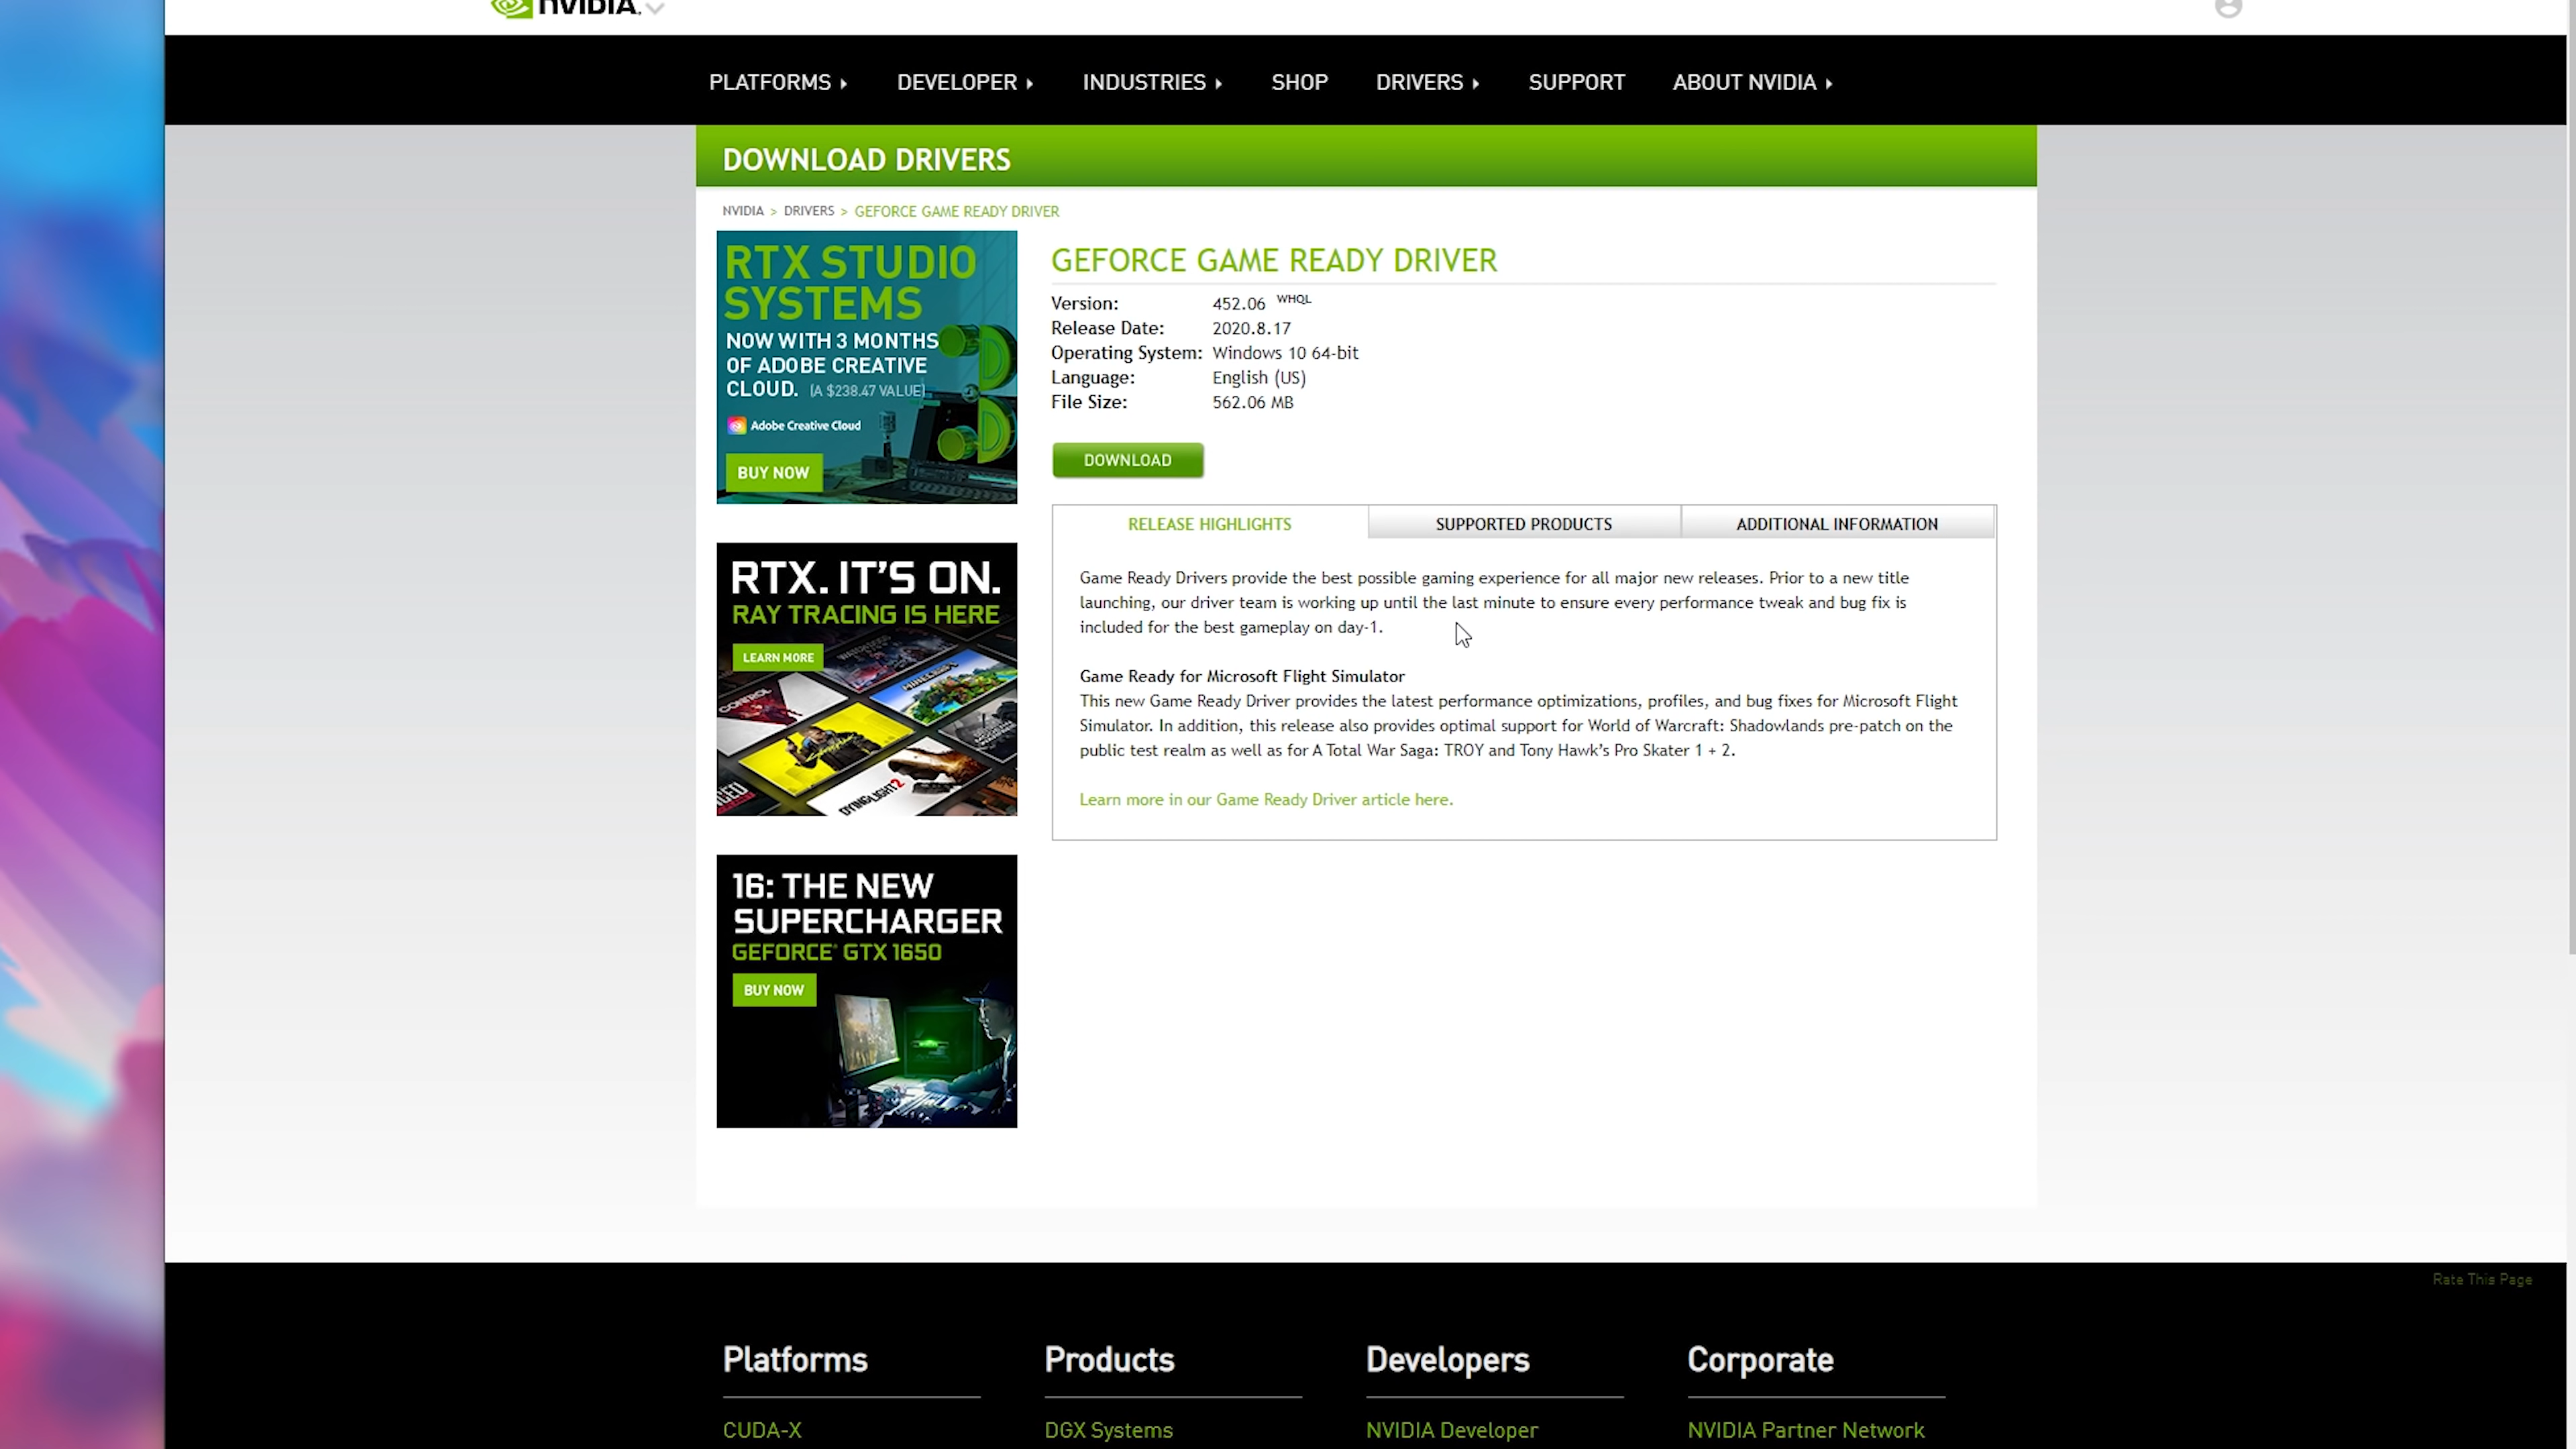 NVIDIA.
PLATFORMS
DEVELOPER
INDUSTRIES
SHOP
DRIVERS
SUPPORT
ABOUT NVIDIA
DOWNLOAD DRIVERS
NVIDIA > DRIVERS > GEFORCE GAME READY DRIVER
RTX STUDIO
SYSTEMS
NOW WITH 3 MONTHS
OF ADOBE CREATIVE
CLOUD. (A $238.47 VALUE)
Adobe Creative Cloud
BUY NOW
RTX. IT'S ON.
RAY TRACING IS HERE
LEARN MORE
CONTROL
MINECRAFT
DYING LIGHT 2
16: THE NEW
SUPERCHARGER
GEFORCE® GTX 1650
BUY NOW
GEFORCE GAME READY DRIVER
Version: 452.06 WHQL
Release Date: 2020.8.17
Operating System: Windows 10 64-bit
Language: English (US)
File Size: 562.06 MB
DOWNLOAD
RELEASE HIGHLIGHTS
SUPPORTED PRODUCTS
ADDITIONAL INFORMATION
Game Ready Drivers provide the best possible gaming experience for all major new releases. Prior to a new title
launching, our driver team is working up until the last minute to ensure every performance tweak and bug fix is
included for the best gameplay on day-1.
Game Ready for Microsoft Flight Simulator
This new Game Ready Driver provides the latest performance optimizations, profiles, and bug fixes for Microsoft Flight
Simulator. In addition, this release also provides optimal support for World of Warcraft: Shadowlands pre-patch on the
public test realm as well as for A Total War Saga: TROY and Tony Hawk's Pro Skater 1 + 2.
Learn more in our Game Ready Driver article here.
Rate This Page
Platforms
Products
Developers
Corporate
CUDA-X
DGX Systems
NVIDIA Developer
NVIDIA Partner Network